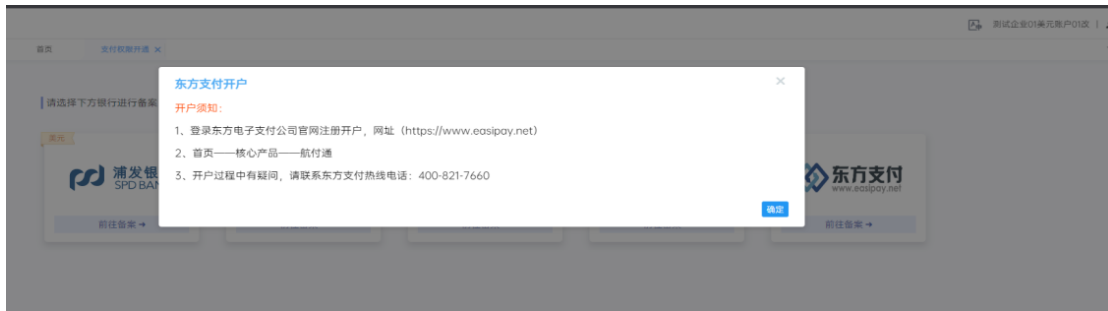 测试企业01美元账户01改
首页
支付权限开通 ×
请选择下方银行进行备案
美元
浦发银
SPD BAN
前往备案 →
东方支付开户
开户须知：
1、登录东方电子支付公司官网注册开户，网址（https://www.easipay.net）
2、首页——核心产品——航付通
3、开户过程中有疑问，请联系东方支付热线电话：400-821-7660
确定
东方支付
www.easipay.net
前往备案 →